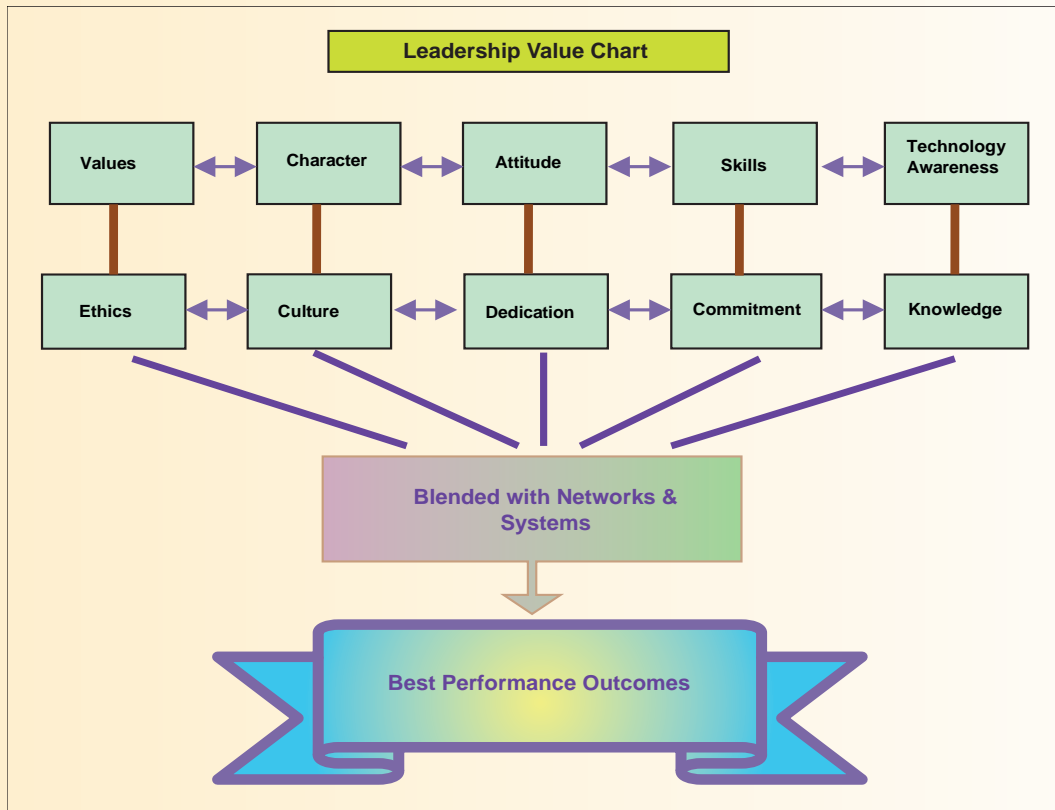 Leadership Value Chart
Values
Character
Attitude
Skills
Technology
Awareness
Ethics
Culture
Dedication
Commitment
Knowledge
Blended with Networks &
Systems
Best Performance Outcomes